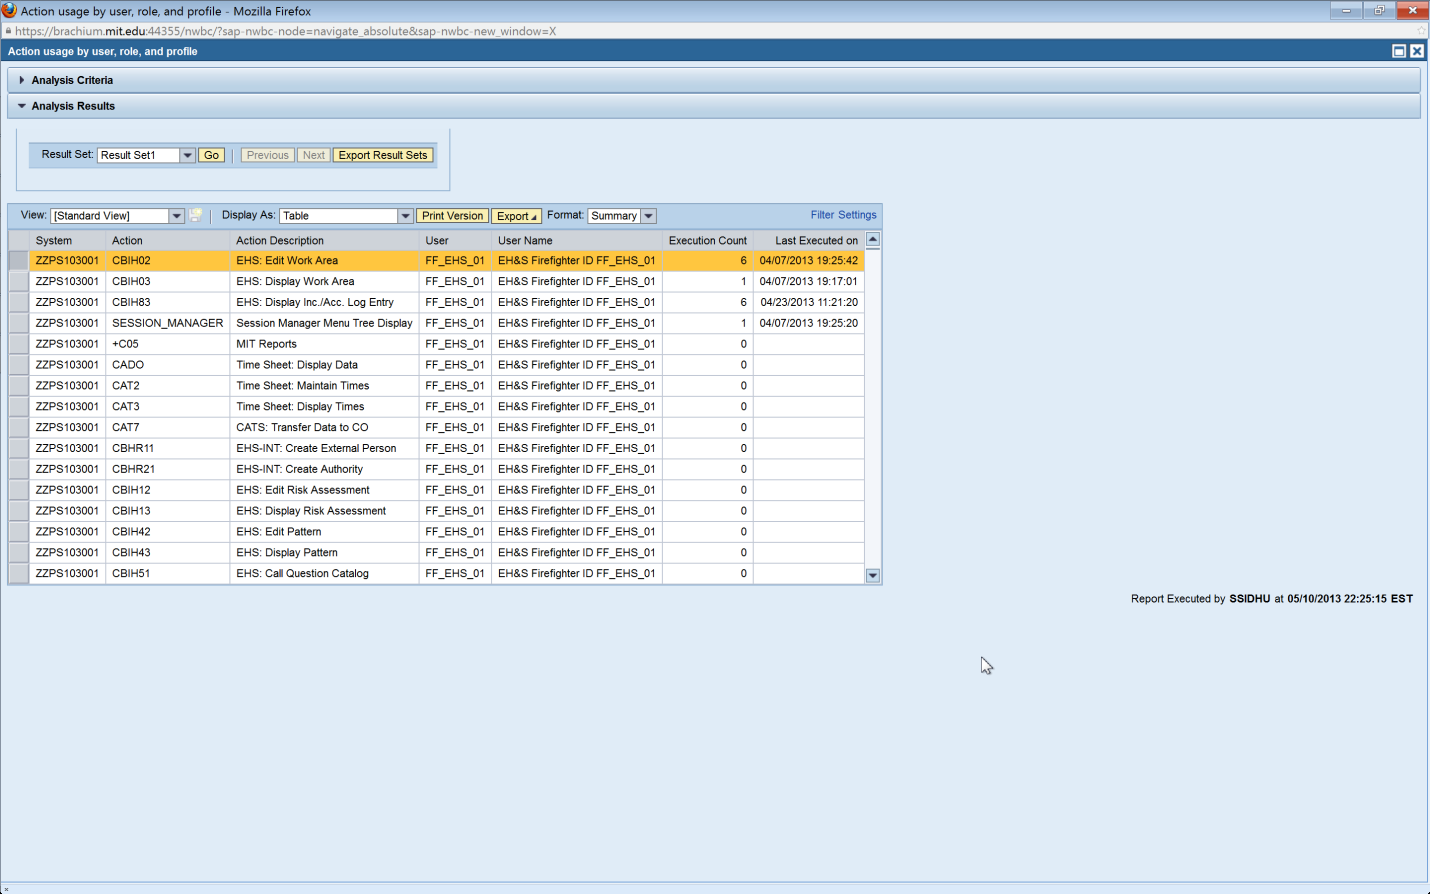 Action usage by user, role, and profile - Mozilla Firefox
https://brachium.mit.edu:44355/nwbc/?sap-nwbc-node=navigate_absolute&sap-nwbc-new_window=X
Action usage by user, role, and profile
Analysis Criteria
Analysis Results
Result Set: Result Set1 Go Previous Next Export Result Sets
View: [Standard View] Display As: Table Print Version Export Format: Summary Filter Settings
System Action Action Description User User Name Execution Count Last Executed on
ZZPS103001 CBIH02 EHS: Edit Work Area FF_EHS_01 EH&S Firefighter ID FF_EHS_01 6 04/07/2013 19:25:42
ZZPS103001 CBIH03 EHS: Display Work Area FF_EHS_01 EH&S Firefighter ID FF_EHS_01 1 04/07/2013 19:17:01
ZZPS103001 CBIH83 EHS: Display Inc./Acc. Log Entry FF_EHS_01 EH&S Firefighter ID FF_EHS_01 6 04/23/2013 11:21:20
ZZPS103001 SESSION_MANAGER Session Manager Menu Tree Display FF_EHS_01 EH&S Firefighter ID FF_EHS_01 1 04/07/2013 19:25:20
ZZPS103001 +C05 MIT Reports FF_EHS_01 EH&S Firefighter ID FF_EHS_01 0
ZZPS103001 CADO Time Sheet: Display Data FF_EHS_01 EH&S Firefighter ID FF_EHS_01 0
ZZPS103001 CAT2 Time Sheet: Maintain Times FF_EHS_01 EH&S Firefighter ID FF_EHS_01 0
ZZPS103001 CAT3 Time Sheet: Display Times FF_EHS_01 EH&S Firefighter ID FF_EHS_01 0
ZZPS103001 CAT7 CATS: Transfer Data to CO FF_EHS_01 EH&S Firefighter ID FF_EHS_01 0
ZZPS103001 CBHR11 EHS-INT: Create External Person FF_EHS_01 EH&S Firefighter ID FF_EHS_01 0
ZZPS103001 CBHR21 EHS-INT: Create Authority FF_EHS_01 EH&S Firefighter ID FF_EHS_01 0
ZZPS103001 CBIH12 EHS: Edit Risk Assessment FF_EHS_01 EH&S Firefighter ID FF_EHS_01 0
ZZPS103001 CBIH13 EHS: Display Risk Assessment FF_EHS_01 EH&S Firefighter ID FF_EHS_01 0
ZZPS103001 CBIH42 EHS: Edit Pattern FF_EHS_01 EH&S Firefighter ID FF_EHS_01 0
ZZPS103001 CBIH43 EHS: Display Pattern FF_EHS_01 EH&S Firefighter ID FF_EHS_01 0
ZZPS103001 CBIH51 EHS: Call Question Catalog FF_EHS_01 EH&S Firefighter ID FF_EHS_01 0
Report Executed by SSIDHU at 05/10/2013 22:25:15 EST